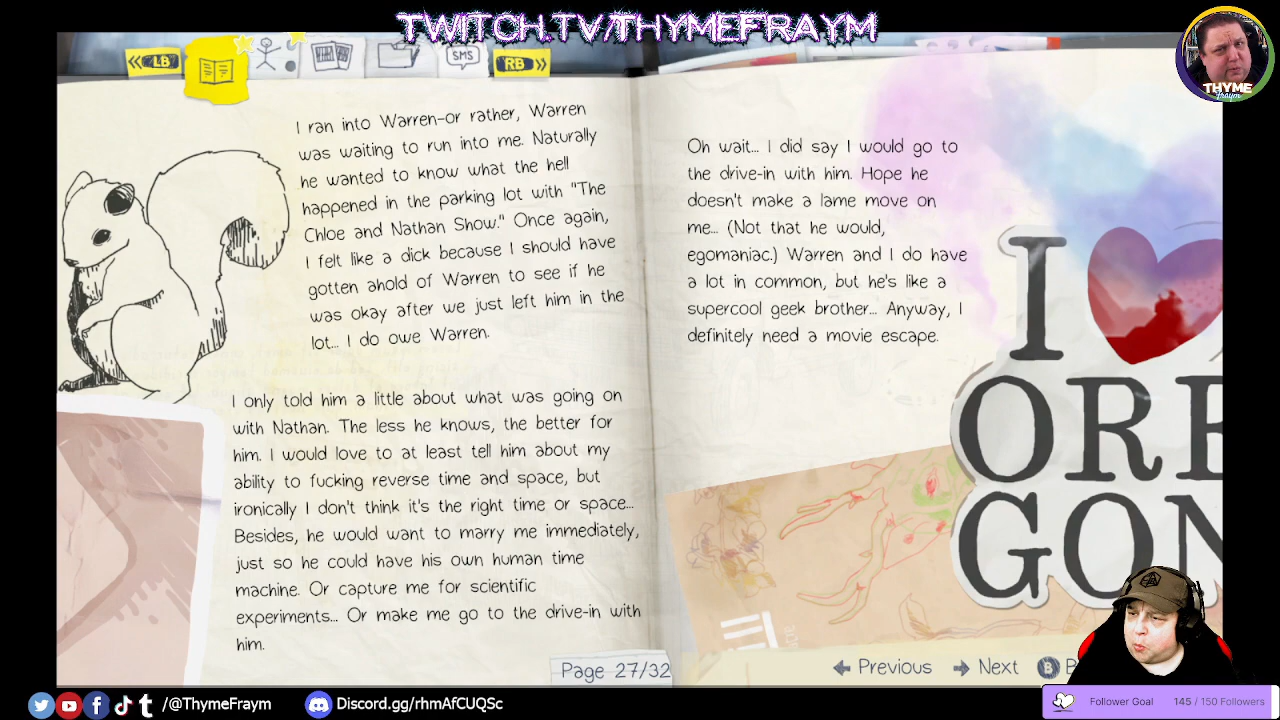 TWITCH.TV/THYMEFRAYM
THYME
fraym
LB
SMS
RB
I ran into Warren-or rather, Warren
was waiting to run into me. Naturally
he wanted to know what the hell
happened in the parking lot with "The
Chloe and Nathan Show." Once again,
I felt like a dick because I should have
gotten ahold of Warren to see if he
was okay after we just left him in the
lot... I do owe Warren.
I only told him a little about what was going on
with Nathan. The less he knows, the better for
him. I would love to at least tell him about my
ability to fucking reverse time and space, but
ironically I don't think it's the right time or space...
Besides, he would want to marry me immediately,
just so he could have his own human time
machine. Or capture me for scientific
experiments... Or make me go to the drive-in with
him.
Oh wait... I did say I would go to
the drive-in with him. Hope he
doesn't make a lame move on
me... (Not that he would,
egomaniac.) Warren and I do have
a lot in common, but he's like a
supercool geek brother... Anyway, I
definitely need a movie escape.
I
ORE
GON
Page 27/32
Previous
Next
B
/@ThymeFraym
Discord.gg/rhmAfCUQSc
Follower Goal
145 / 150 Followers